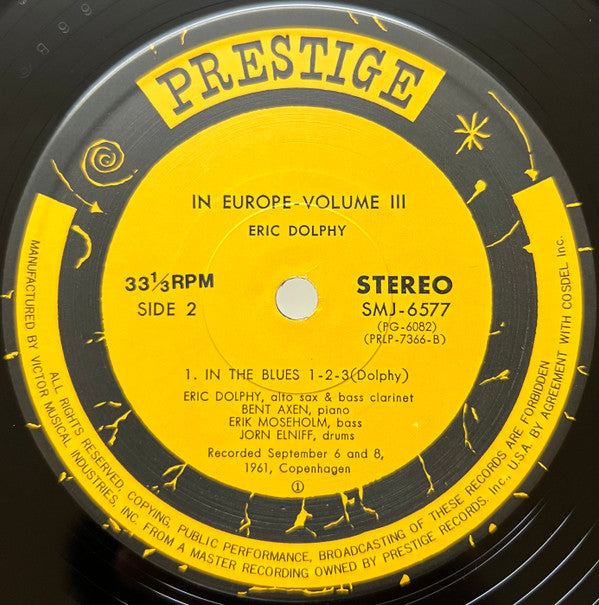 PRESTIGE
IN EUROPE-VOLUME III
ERIC DOLPHY
33⅓RPM
SIDE 2
STEREO
SMJ-6577
(PG-6082)
(PRLP-7366-B)
1. IN THE BLUES 1-2-3(Dolphy)
ERIC DOLPHY, alto sax & bass clarinet
BENT AXEN, piano
ERIK MOSEHOLM, bass
JORN ELNIFF, drums
Recorded September 6 and 8,
1961, Copenhagen
①
MANUFACTURED BY VICTOR MUSICAL INDUSTRIES, INC. FROM A MASTER RECORDING OWNED BY PRESTIGE RECORDS, Inc., U.S.A. BY AGREEMENT WITH COSDEL Inc.
ALL RIGHTS RESERVED. COPYING, PUBLIC PERFORMANCE, BROADCASTING OF THESE RECORDS ARE FORBIDDEN